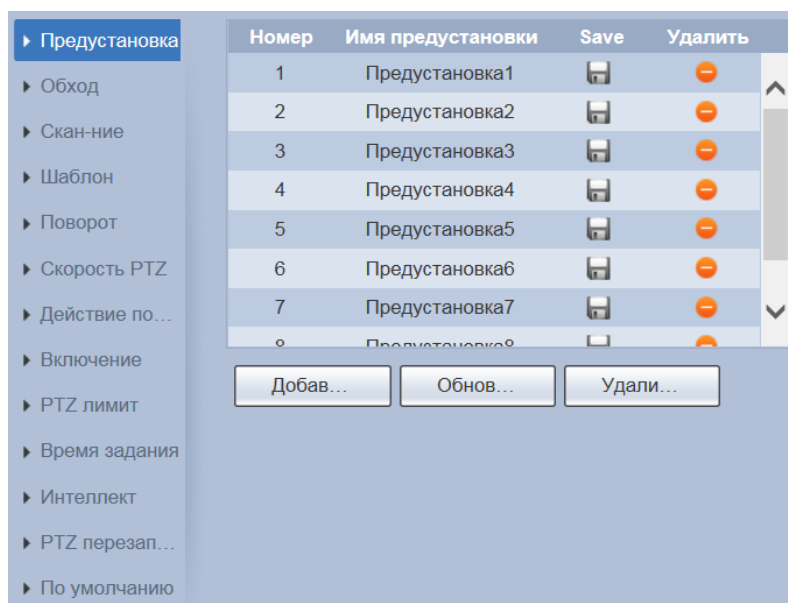 Предустановка
Обход
Скан-ние
Шаблон
Поворот
Скорость PTZ
Действие по...
Включение
PTZ лимит
Время задания
Интеллект
PTZ перезап...
По умолчанию
Номер Имя предустановки Save Удалить
1 Предустановка1
2 Предустановка2
3 Предустановка3
4 Предустановка4
5 Предустановка5
6 Предустановка6
7 Предустановка7
8 Предустановка8
Добав... Обнов... Удали...